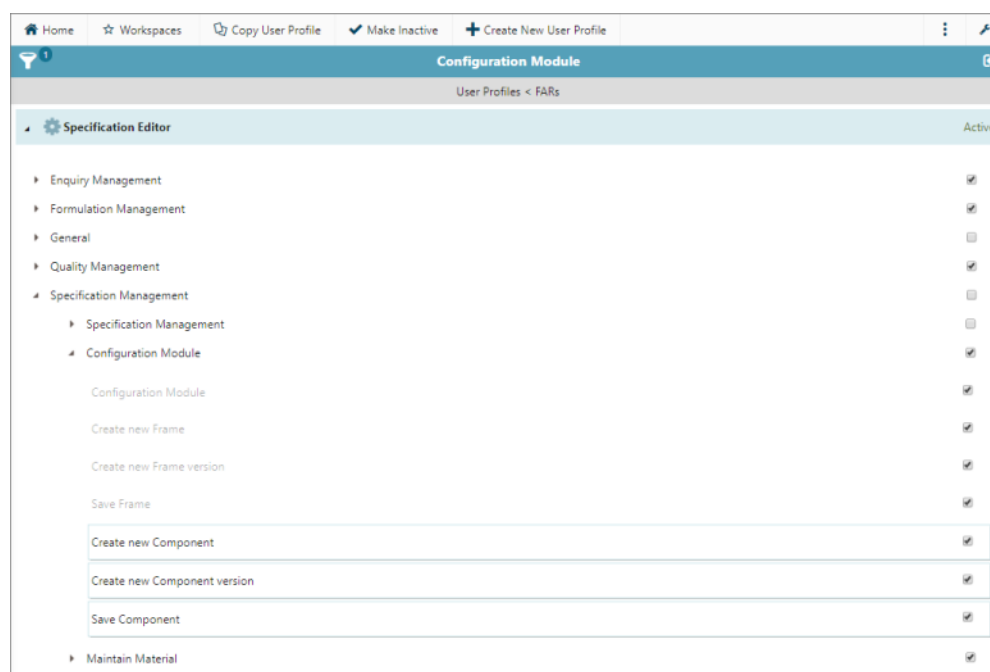 Home Workspaces Copy User Profile Make Inactive Create New User Profile
1 Configuration Module
User Profiles < FARs
Specification Editor
Enquiry Management
Formulation Management
General
Quality Management
Specification Management
Specification Management
Configuration Module
Configuration Module
Create new Frame
Create new Frame version
Save Frame
Create new Component
Create new Component version
Save Component
Maintain Material